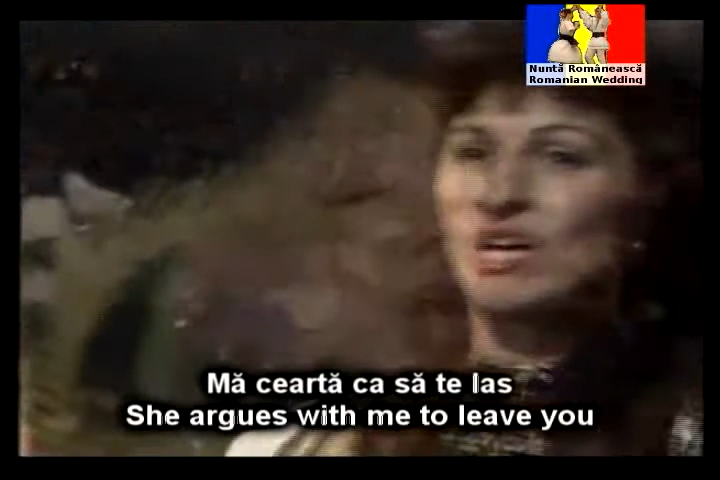 Nuntă Românească
Romanian Wedding
Mă ceartă ca să te las
She argues with me to leave you